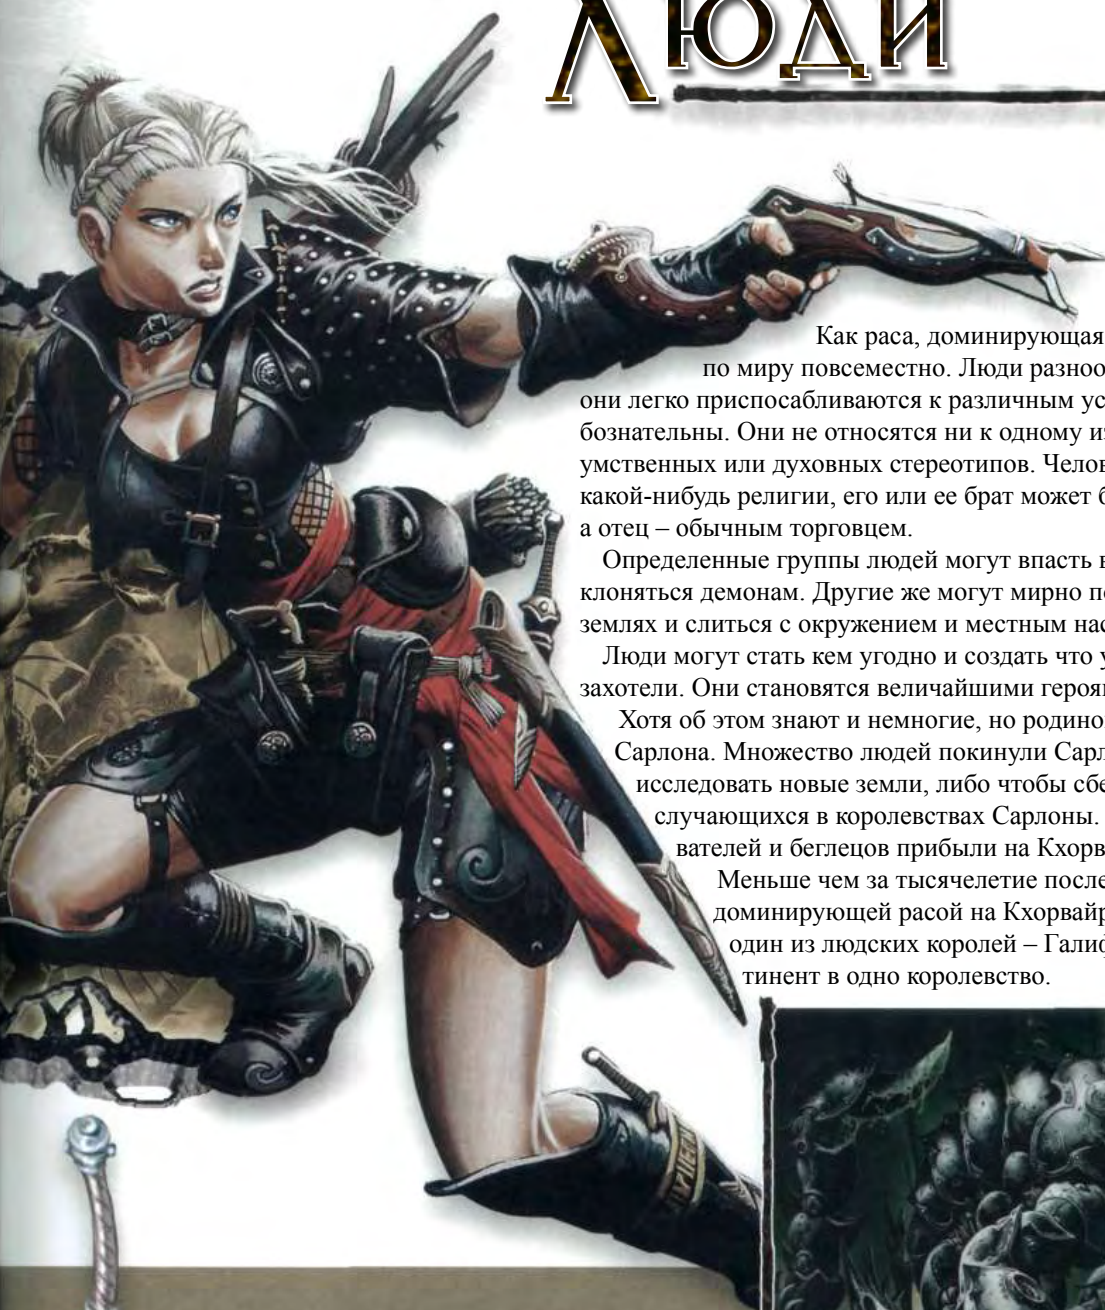 Люди
Как раса, доминирующая
по миру повсеместно. Люди разноо
они легко приспосабливаются к различным ус
бознательны. Они не относятся ни к одному из
умственных или духовных стереотипов. Челов
какой-нибудь религии, его или ее брат может б
а отец – обычным торговцем.
Определенные группы людей могут впасть в
клоняться демонам. Другие же могут мирно по
землях и слиться с окружением и местным нас
Люди могут стать кем угодно и создать что у
захотели. Они становятся величайшими героям
Хотя об этом знают и немногие, но родино
Сарлона. Множество людей покинули Сарл
исследовать новые земли, либо чтобы сбе
случающихся в королевствах Сарлоны.
вателей и беглецов прибыли на Кхорв
Меньше чем за тысячелетие после
доминирующей расой на Кхорвайр
один из людских королей – Галиф
тинент в одно королевство.